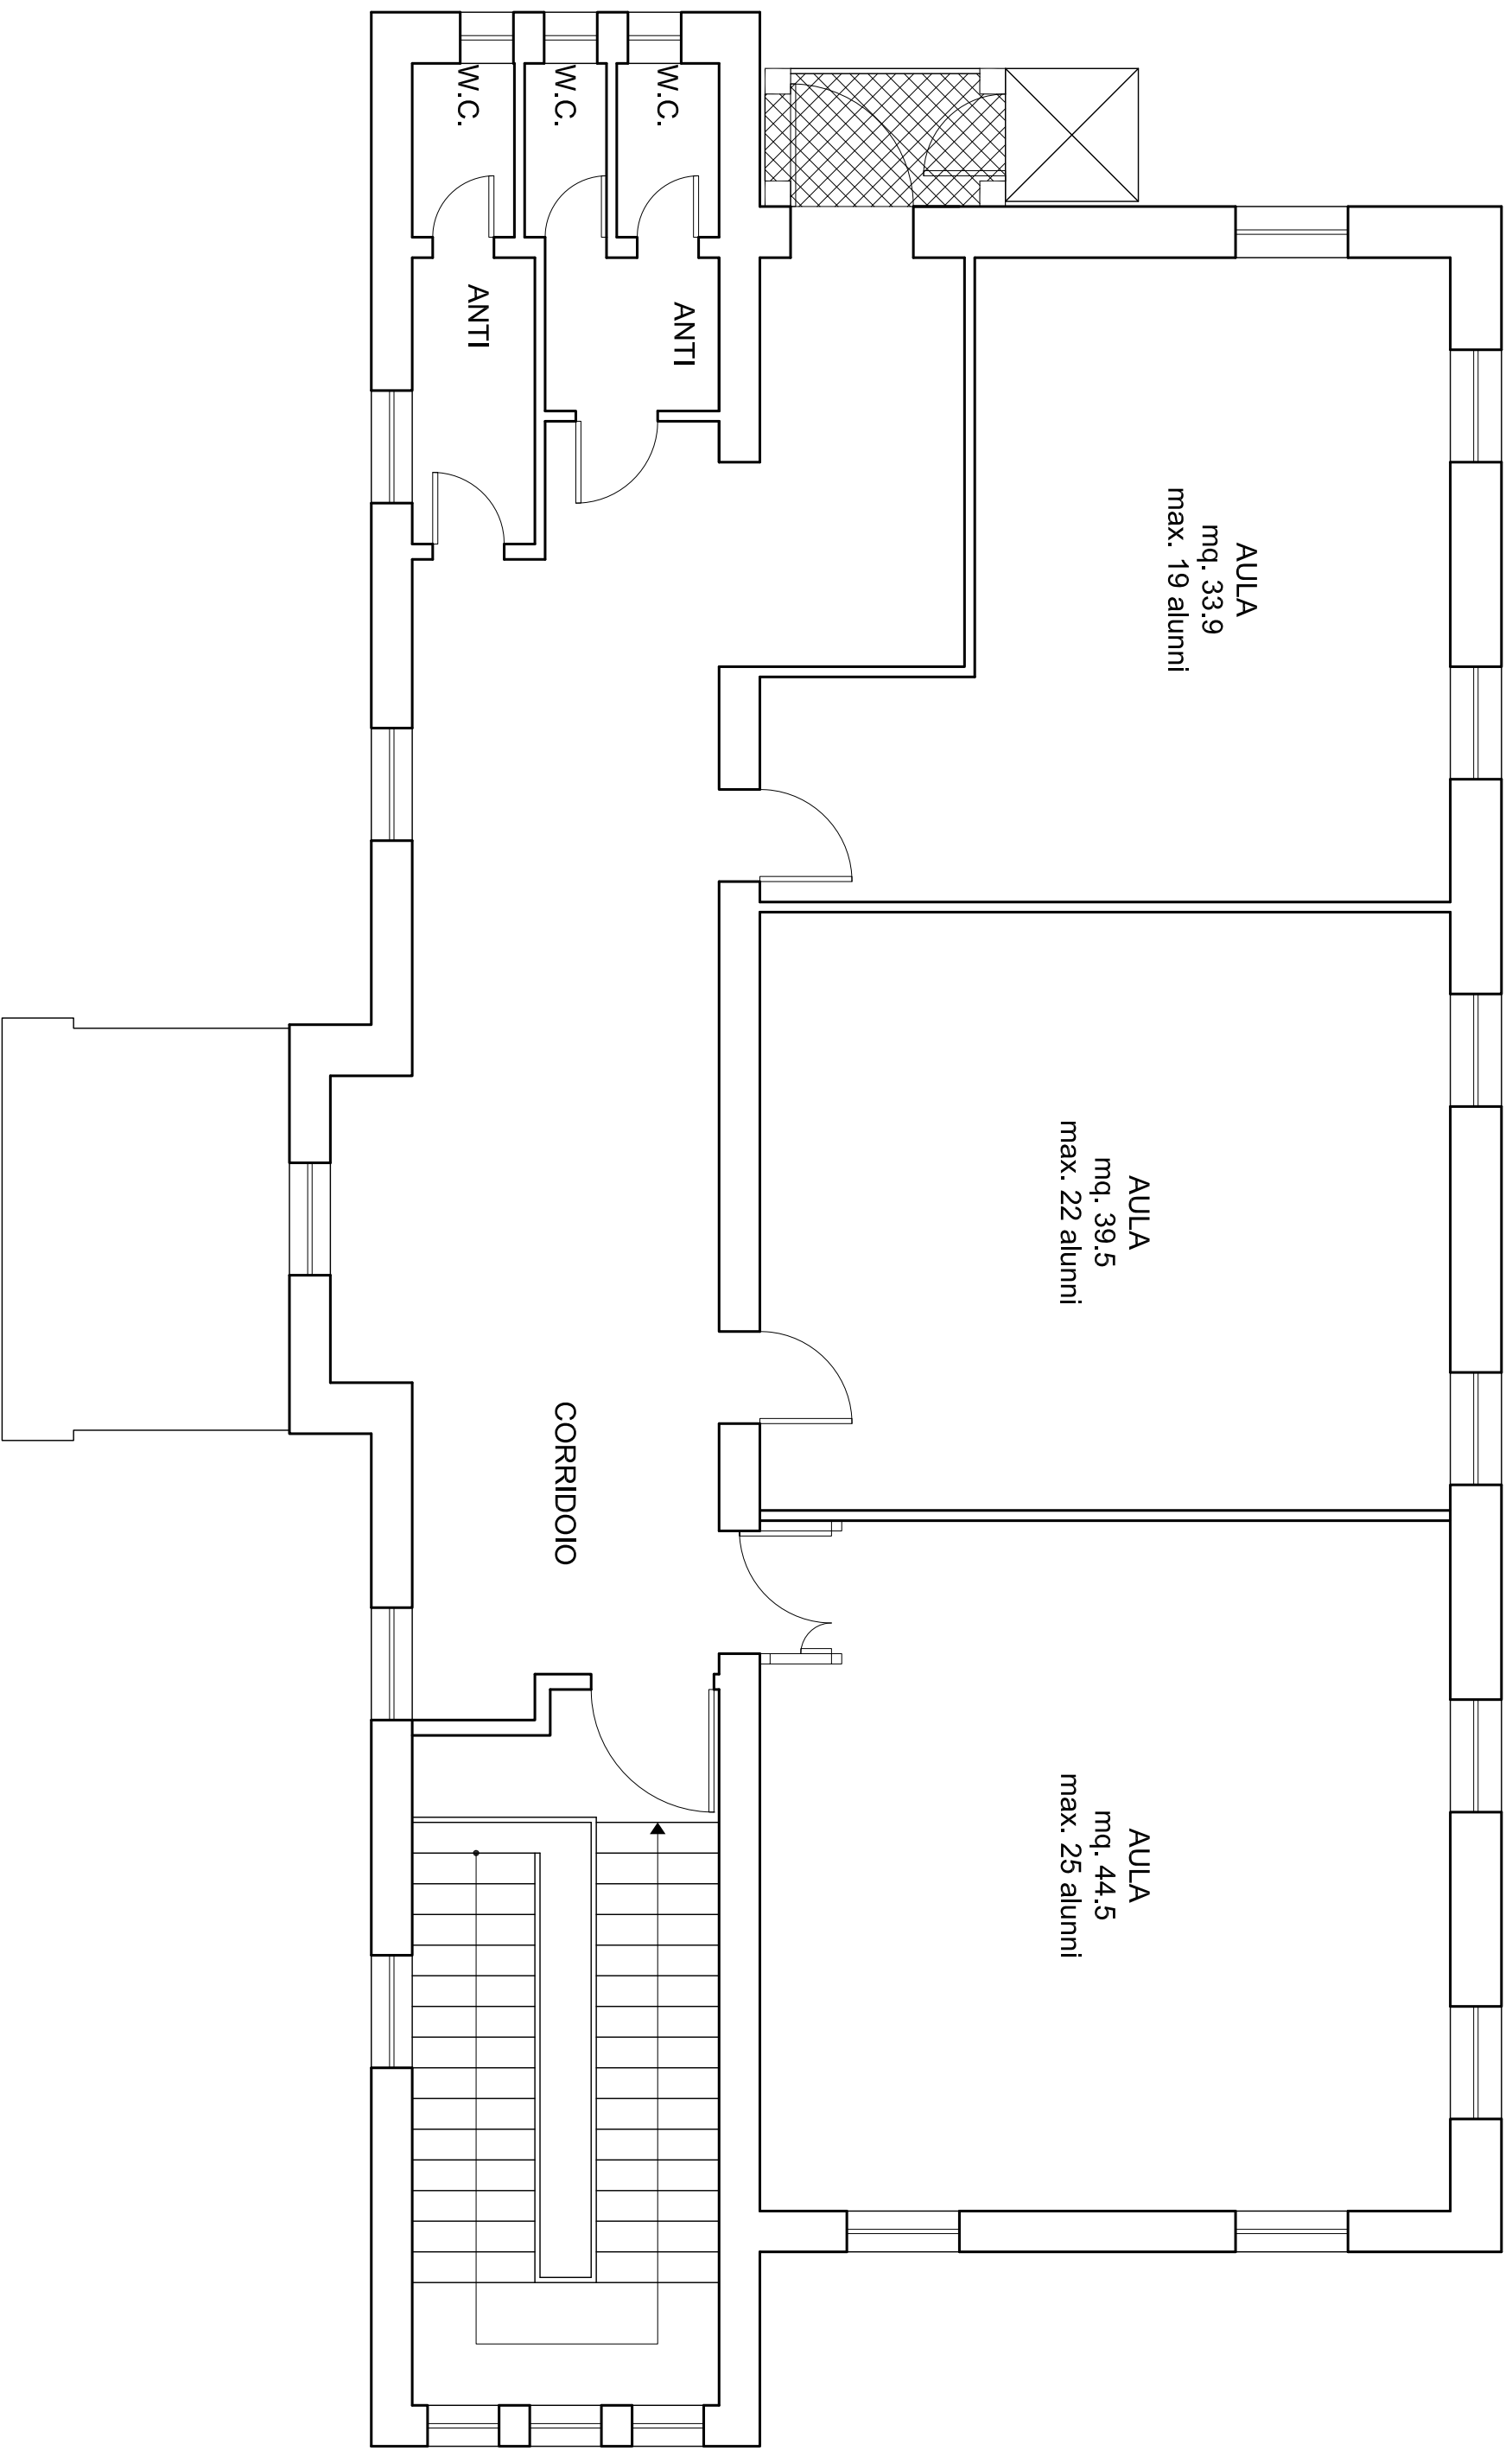 W.C.
W.C.
W.C.
ANTI
ANTI
AULA
mq. 33.9
max. 19 alunni
AULA
mq. 39.5
max. 22 alunni
CORRIDOIO
AULA
mq. 44.5
max. 25 alunni